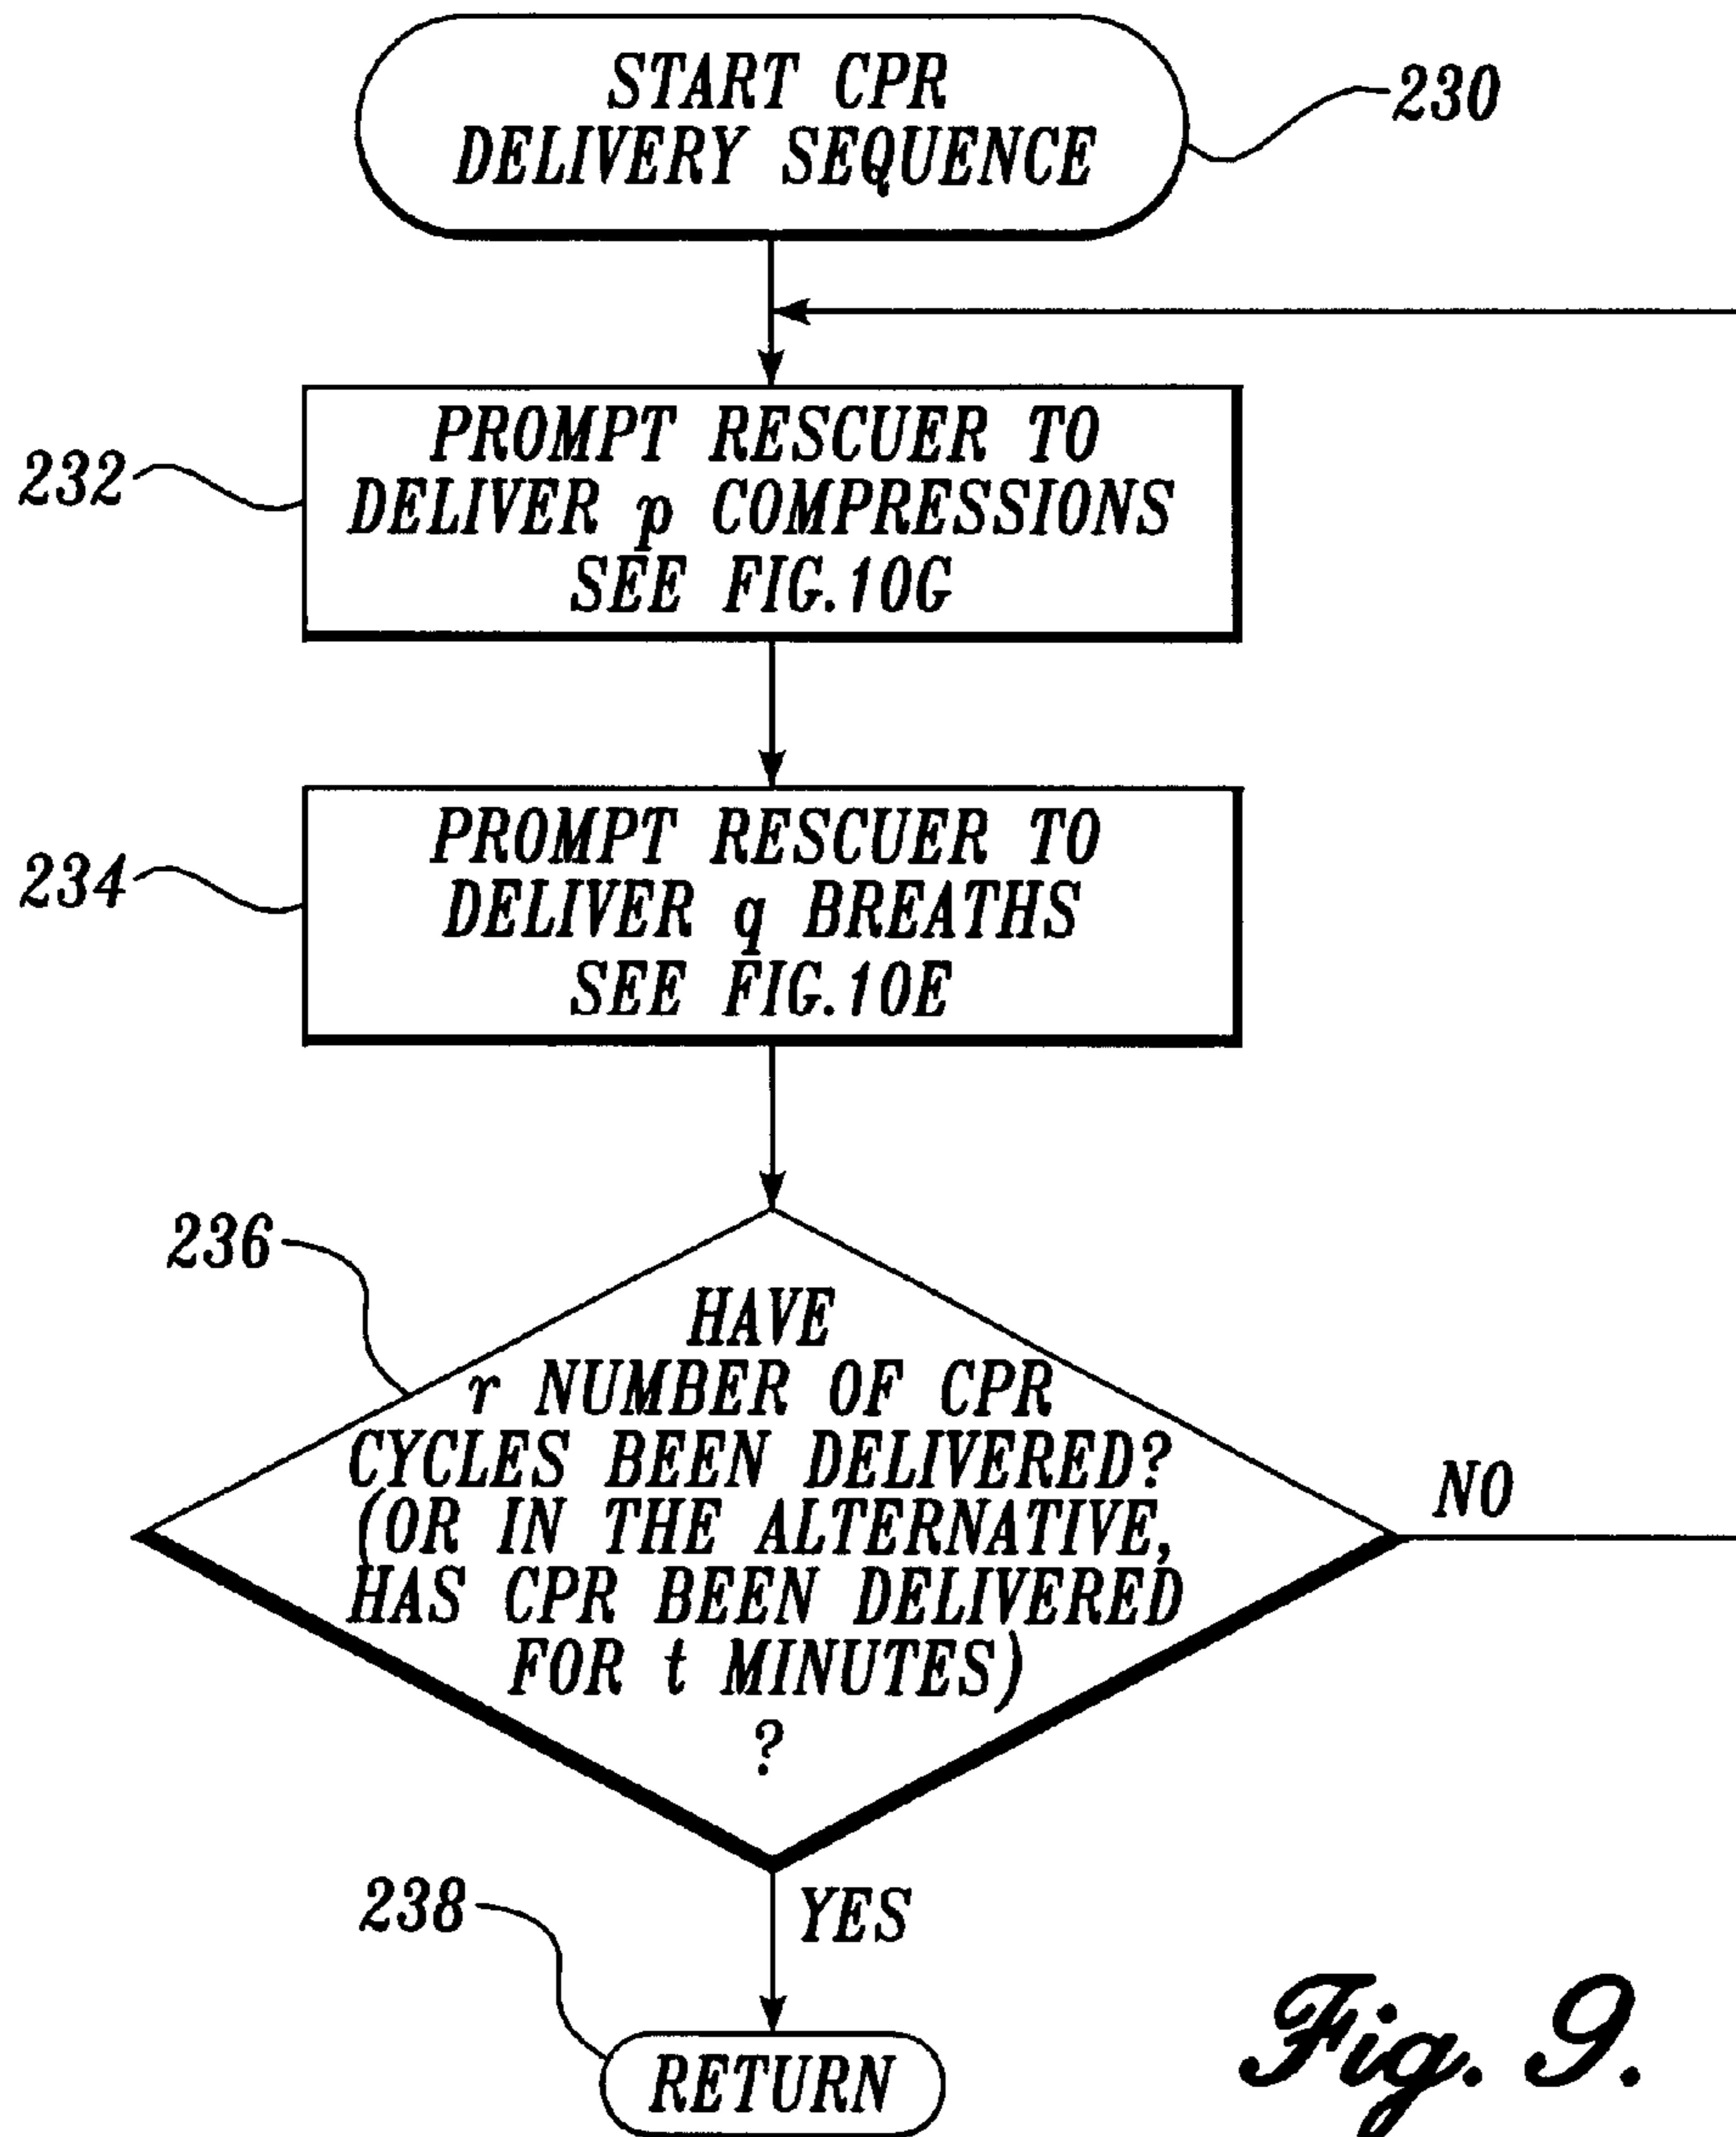 START CPR
DELIVERY SEQUENCE
230
232
PROMPT RESCUER TO
DELIVER p COMPRESSIONS
SEE FIG.10G
234
PROMPT RESCUER TO
DELIVER q BREATHS
SEE FIG.10E
236
HAVE
r NUMBER OF CPR
CYCLES BEEN DELIVERED?
(OR IN THE ALTERNATIVE,
HAS CPR BEEN DELIVERED
FOR t MINUTES)
?
NO
YES
238
RETURN
Fig. 9.